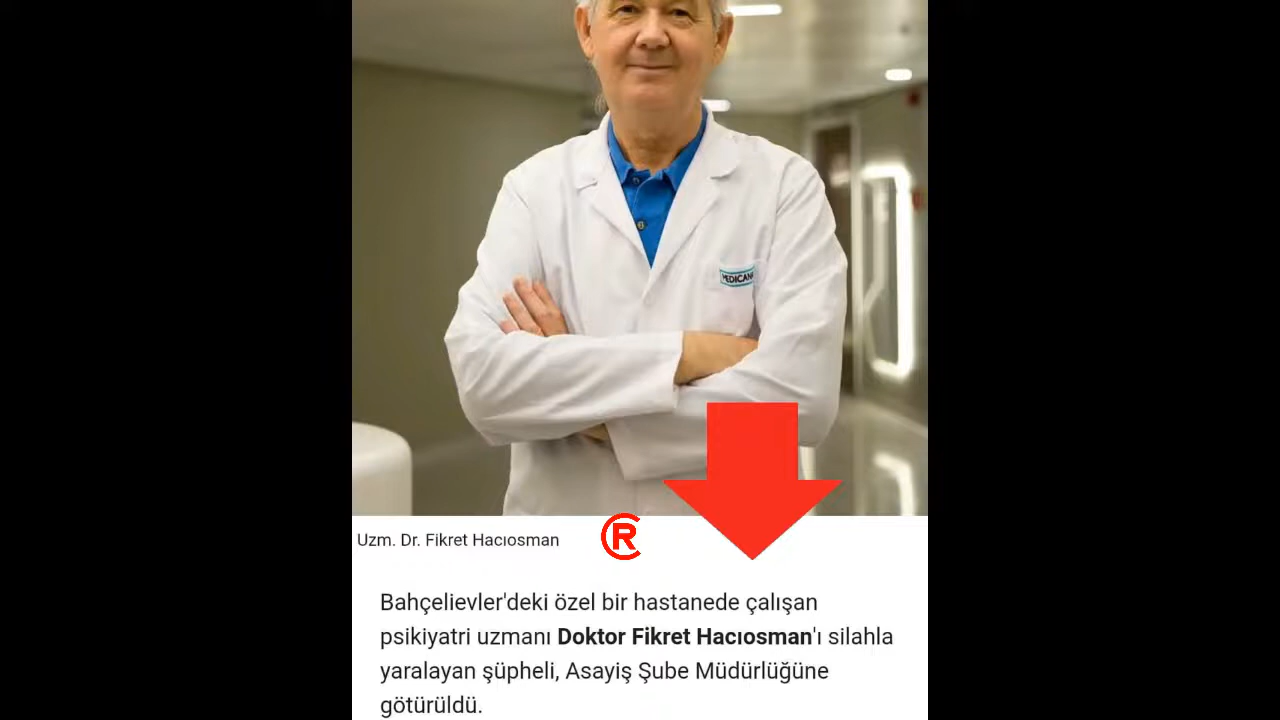 MEDICANA
Uzm. Dr. Fikret Hacıosman
R
Bahçelievler'deki özel bir hastanede çalışan
psikiyatri uzmanı Doktor Fikret Hacıosman'ı silahla
yaralayan şüpheli, Asayiş Şube Müdürlüğüne
götürüldü.